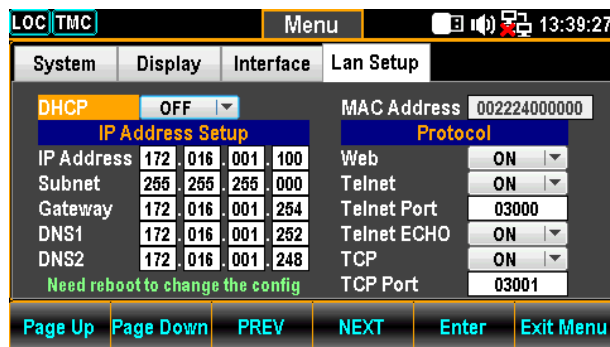 LOC TMC Menu 13:39:27
System Display Interface Lan Setup
DHCP OFF MAC Address 002224000000
IP Address Setup Protocol
IP Address 172 . 016 . 001 . 100 Web ON
Subnet 255 . 255 . 255 . 000 Telnet ON
Gateway 172 . 016 . 001 . 254 Telnet Port 03000
DNS1 172 . 016 . 001 . 252 Telnet ECHO ON
DNS2 172 . 016 . 001 . 248 TCP ON
Need reboot to change the config TCP Port 03001
Page Up Page Down PREV NEXT Enter Exit Menu